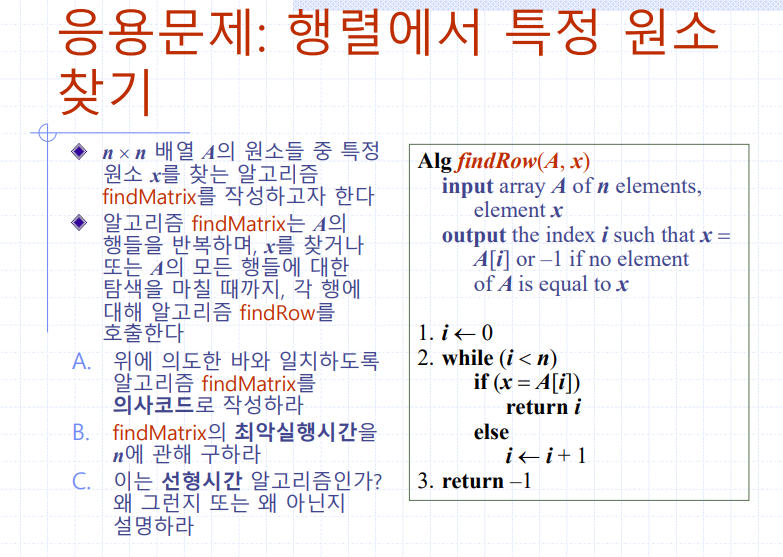 응용문제: 행렬에서 특정 원소
찾기
n × n 배열 A의 원소들 중 특정
원소 x를 찾는 알고리즘
findMatrix를 작성하고자 한다
알고리즘 findMatrix는 A의
행들을 반복하며, x를 찾거나
또는 A의 모든 행들에 대한
탐색을 마칠 때까지, 각 행에
대해 알고리즘 findRow를
호출한다
A. 위에 의도한 바와 일치하도록
알고리즘 findMatrix를
의사코드로 작성하라
B. findMatrix의 최악실행시간을
n에 관해 구하라
C. 이는 선형시간 알고리즘인가?
왜 그런지 또는 왜 아닌지
설명하라
Alg findRow(A, x)
input array A of n elements,
element x
output the index i such that x =
A[i] or –1 if no element
of A is equal to x
1. i ← 0
2. while (i < n)
if (x = A[i])
return i
else
i ← i + 1
3. return –1